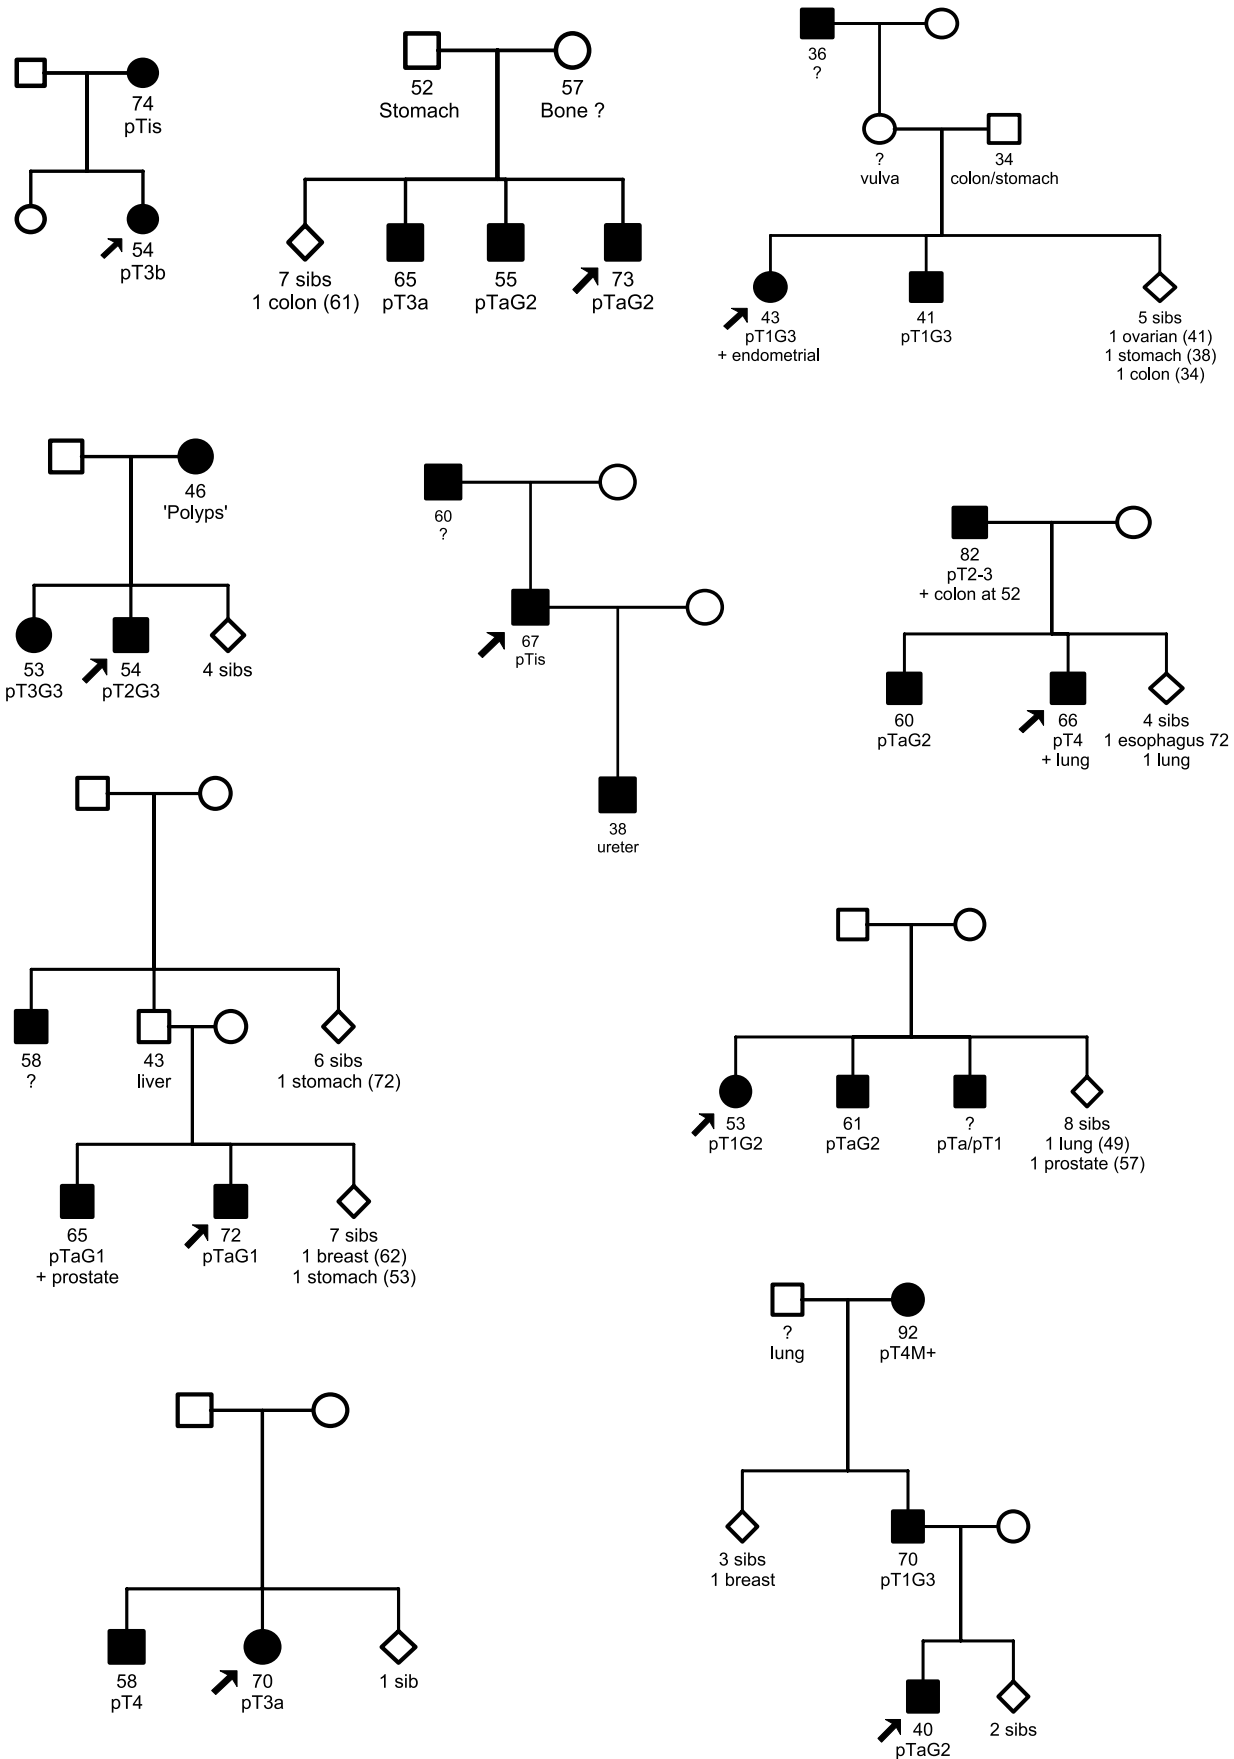 74
pTis
54
pT3b
52
Stomach
57
Bone ?
7 sibs
1 colon (61)
65
pT3a
55
pTaG2
73
pTaG2
36
?
?
vulva
34
colon/stomach
43
pT1G3
+ endometrial
41
pT1G3
5 sibs
1 ovarian (41)
1 stomach (38)
1 colon (34)
46
'Polyps'
53
pT3G3
54
pT2G3
4 sibs
60
?
67
pTis
38
ureter
82
pT2-3
+ colon at 52
60
pTaG2
66
pT4
+ lung
4 sibs
1 esophagus 72
1 lung
58
?
43
liver
6 sibs
1 stomach (72)
65
pTaG1
+ prostate
72
pTaG1
7 sibs
1 breast (62)
1 stomach (53)
53
pT1G2
61
pTaG2
?
pTa/pT1
8 sibs
1 lung (49)
1 prostate (57)
58
pT4
70
pT3a
1 sib
?
lung
92
pT4M+
3 sibs
1 breast
70
pT1G3
40
pTaG2
2 sibs